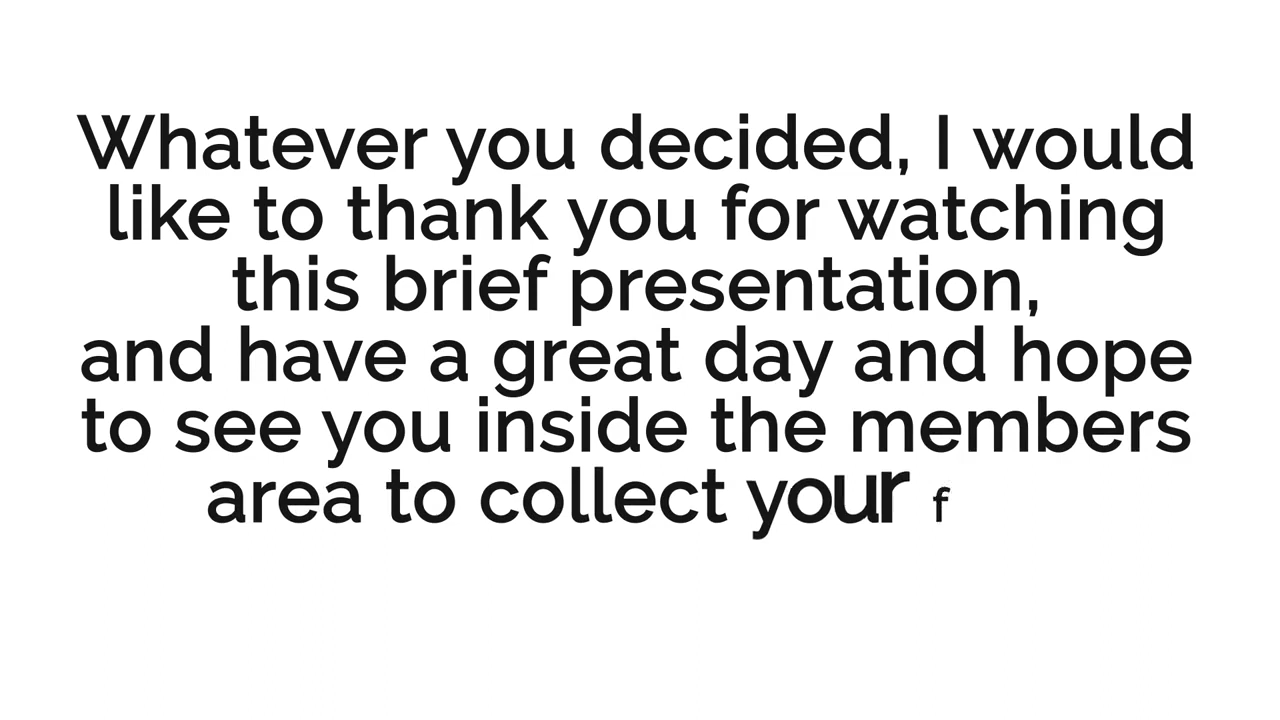 Whatever you decided, I would
like to thank you for watching
this brief presentation,
and have a great day and hope
to see you inside the members
area to collect your f